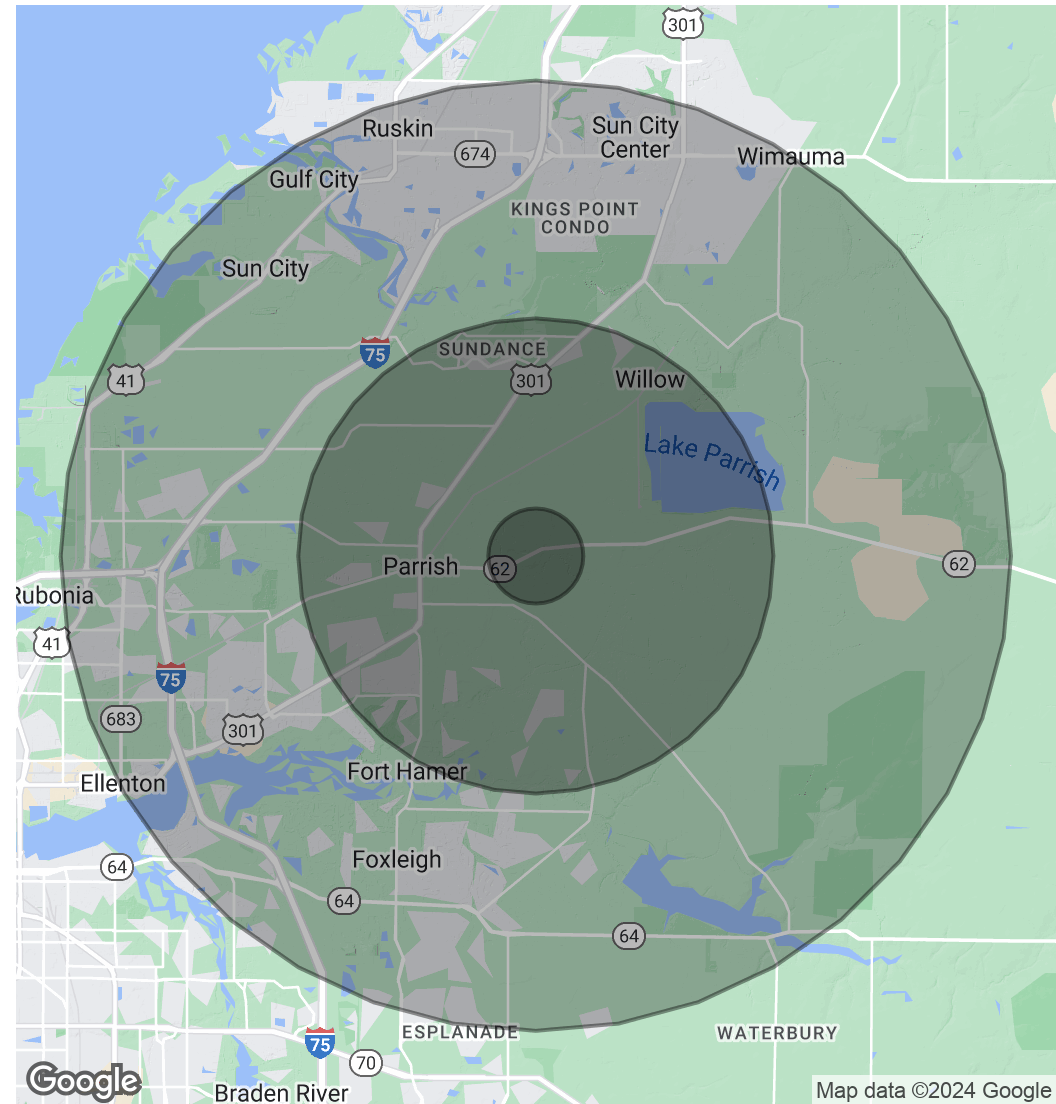 301
Ruskin
Sun City
Center
674
Wimauma
Gulf City
KINGS POINT
CONDO
Sun City
SUNDANCE
75
41
301
Willow
Lake Parrish
Parrish
62
62
Rubonia
41
75
683
301
Fort Hamer
Ellenton
Foxleigh
64
64
64
ESPLANADE
WATERBURY
75
70
Google
Braden River
Map data ©2024 Google